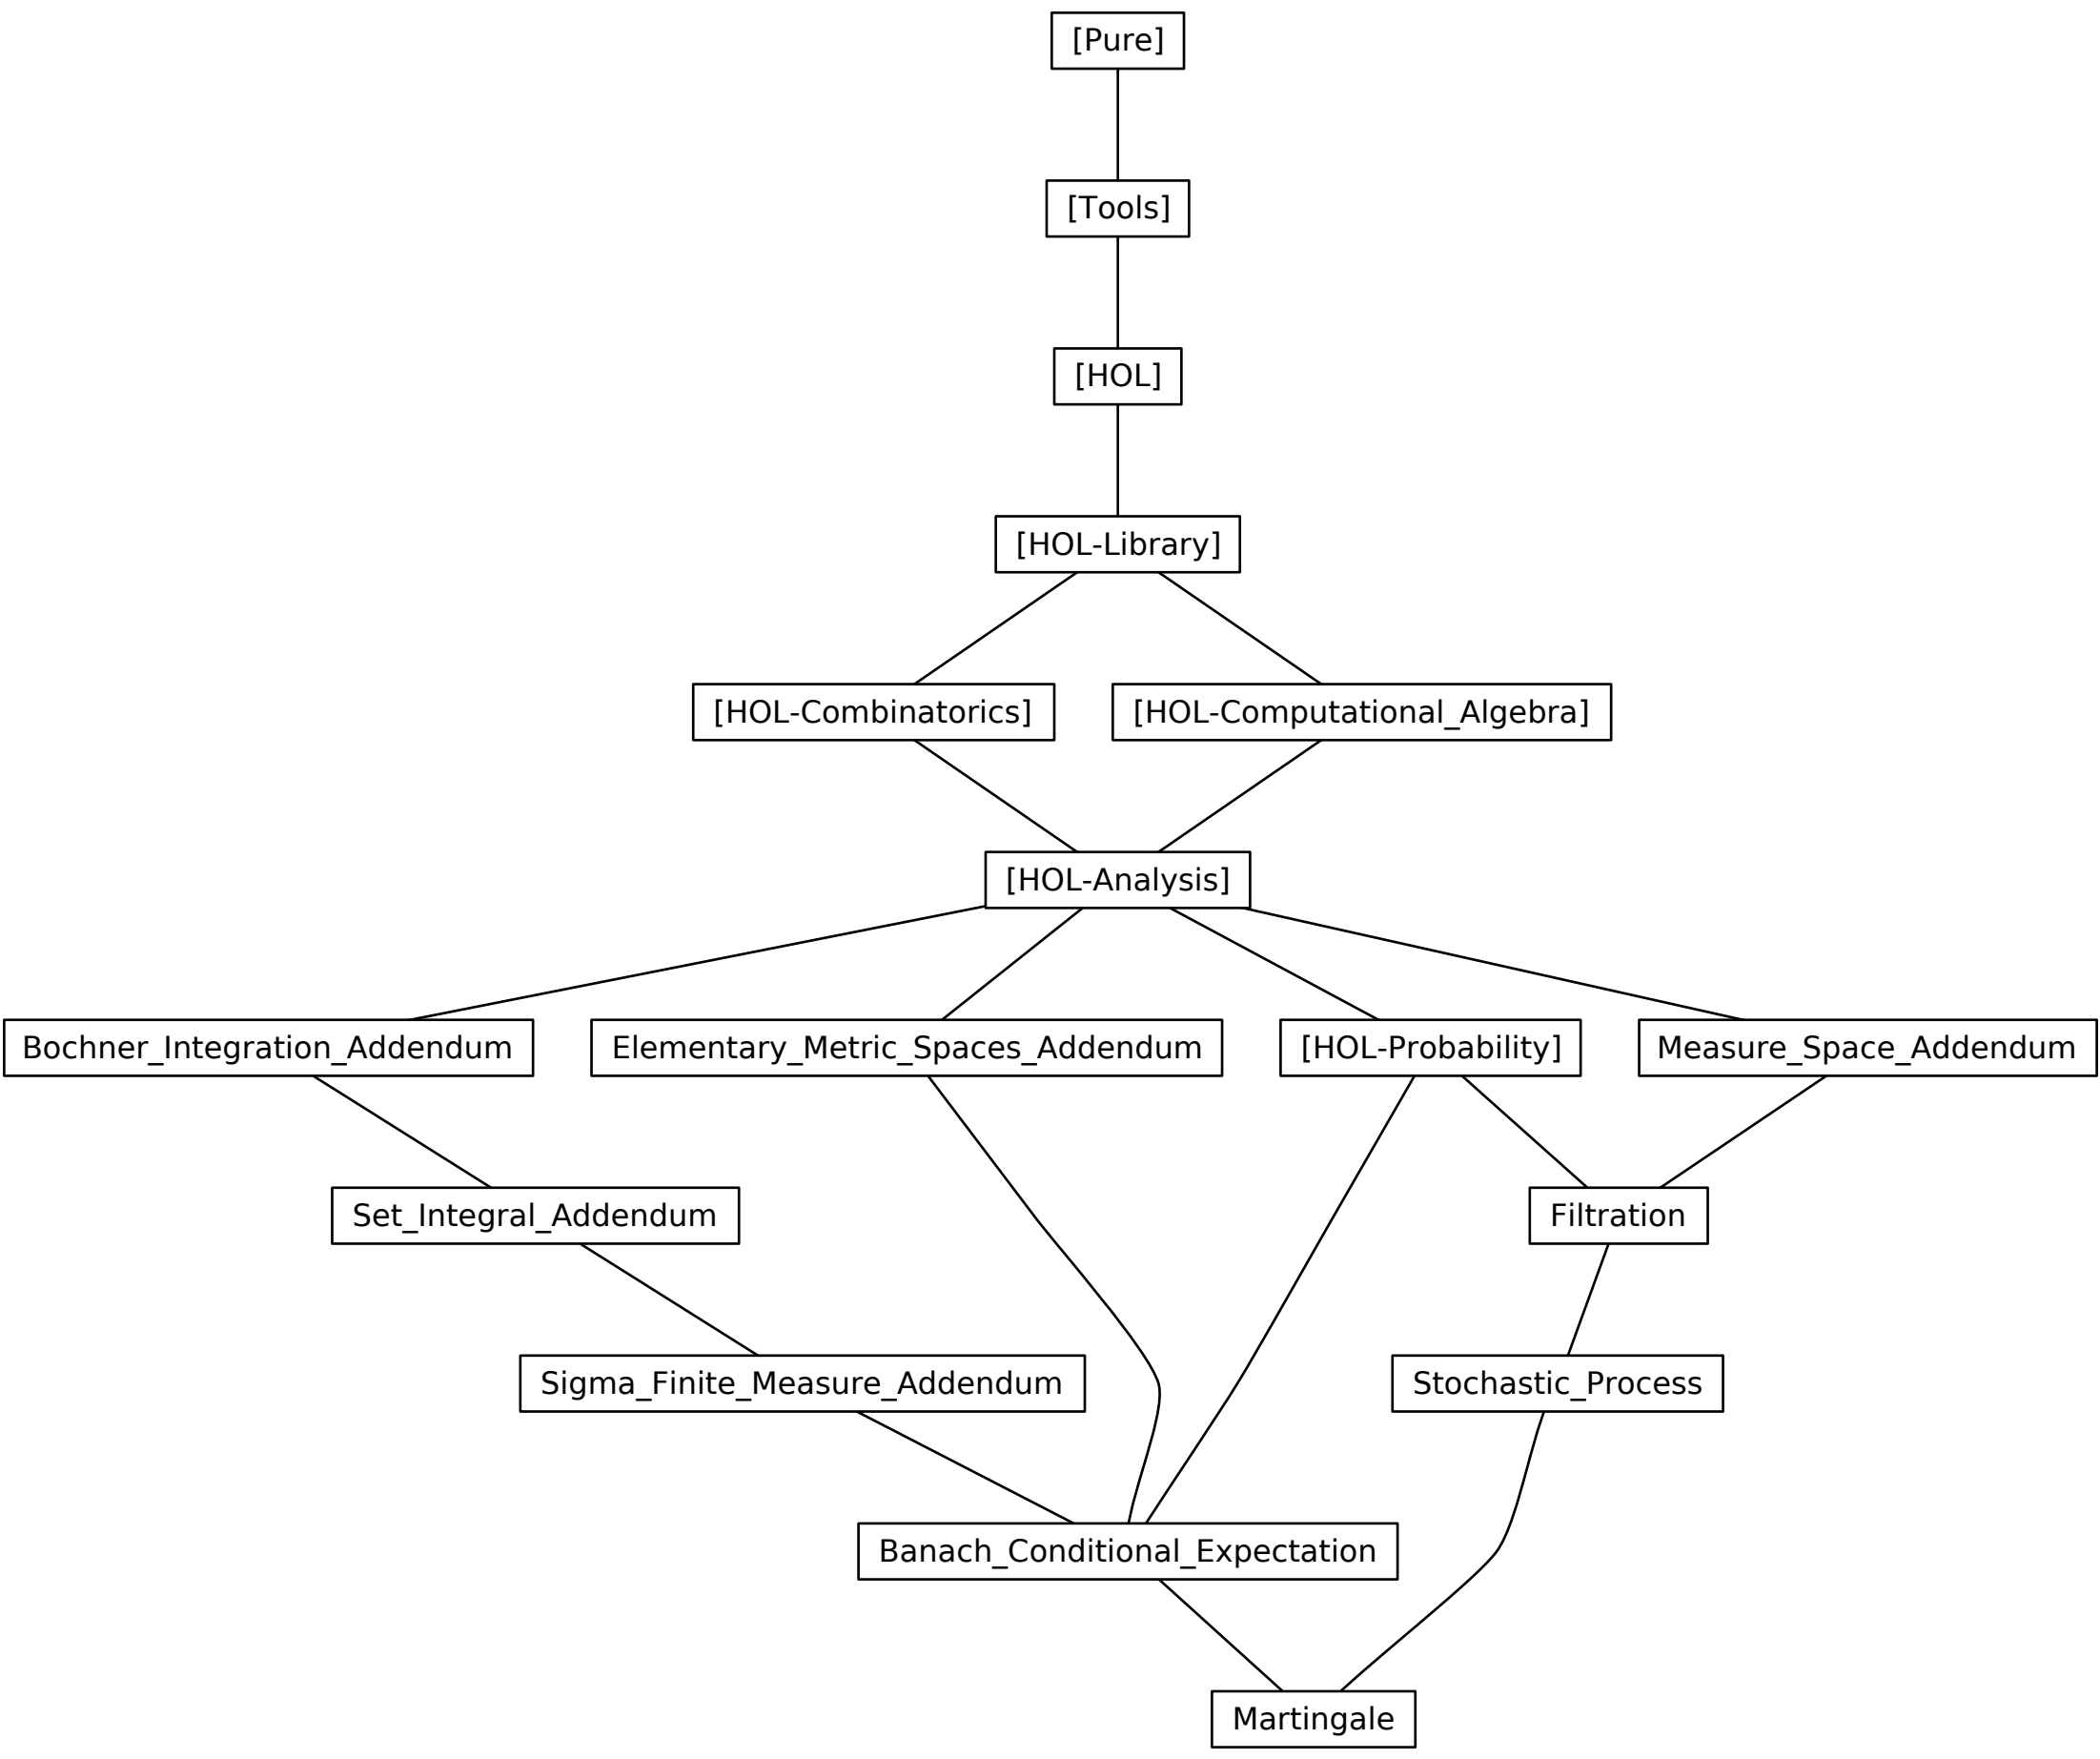 [Pure]
[Tools]
[HOL]
[HOL-Library]
[HOL-Combinatorics]
[HOL-Computational_Algebra]
[HOL-Analysis]
Bochner_Integration_Addendum
Elementary_Metric_Spaces_Addendum
[HOL-Probability]
Measure_Space_Addendum
Set_Integral_Addendum
Filtration
Sigma_Finite_Measure_Addendum
Stochastic_Process
Banach_Conditional_Expectation
Martingale